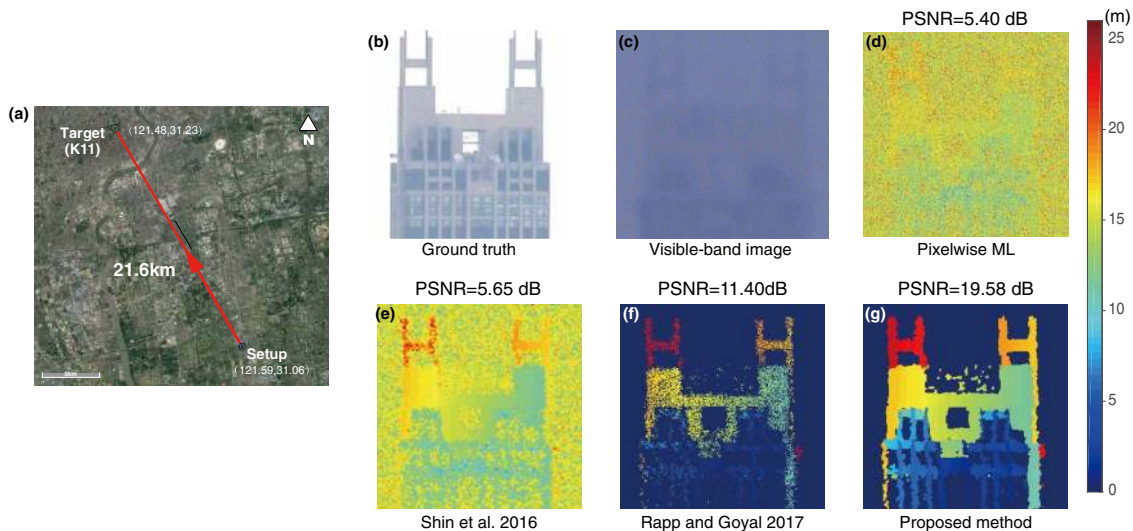 (a)
Target
(K11)
(121.48,31.23)
N
21.6km
Setup
(121.59,31.06)
5km
(b)
Ground truth
(c)
Visible-band image
PSNR=5.40 dB
(d)
Pixelwise ML
PSNR=5.65 dB
(e)
Shin et al. 2016
PSNR=11.40dB
(f)
Rapp and Goyal 2017
PSNR=19.58 dB
(g)
Proposed method
(m)
25
20
15
10
5
0